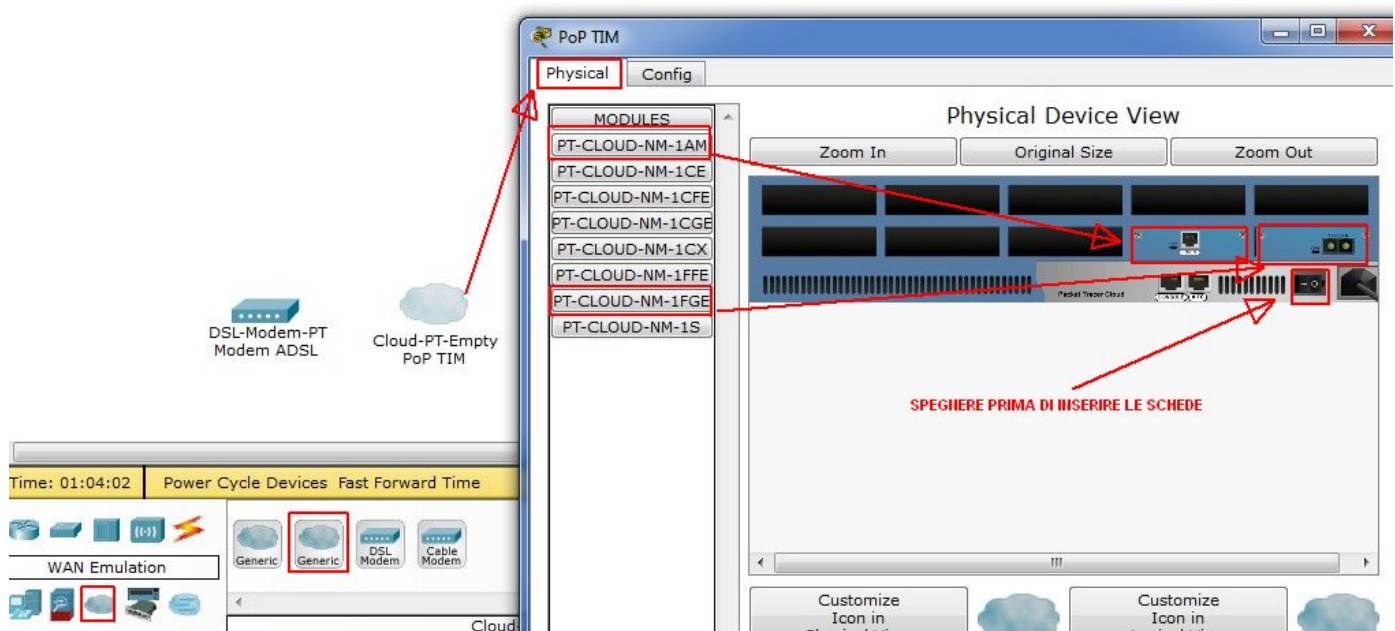 PoP TIM
Physical
Config
MODULES
PT-CLOUD-NM-1AM
PT-CLOUD-NM-1CE
PT-CLOUD-NM-1CFE
PT-CLOUD-NM-1CGE
PT-CLOUD-NM-1CX
PT-CLOUD-NM-1FFE
PT-CLOUD-NM-1FGE
PT-CLOUD-NM-1S
Physical Device View
Zoom In
Original Size
Zoom Out
Packet Tracer Cloud
SPEGNERE PRIMA DI INSERIRE LE SCHEDE
DSL-Modem-PT
Modem ADSL
Cloud-PT-Empty
PoP TIM
Time: 01:04:02
Power Cycle Devices Fast Forward Time
WAN Emulation
Generic
Generic
DSL
Modem
Cable
Modem
Cloud-
Customize
Icon in
Customize
Icon in